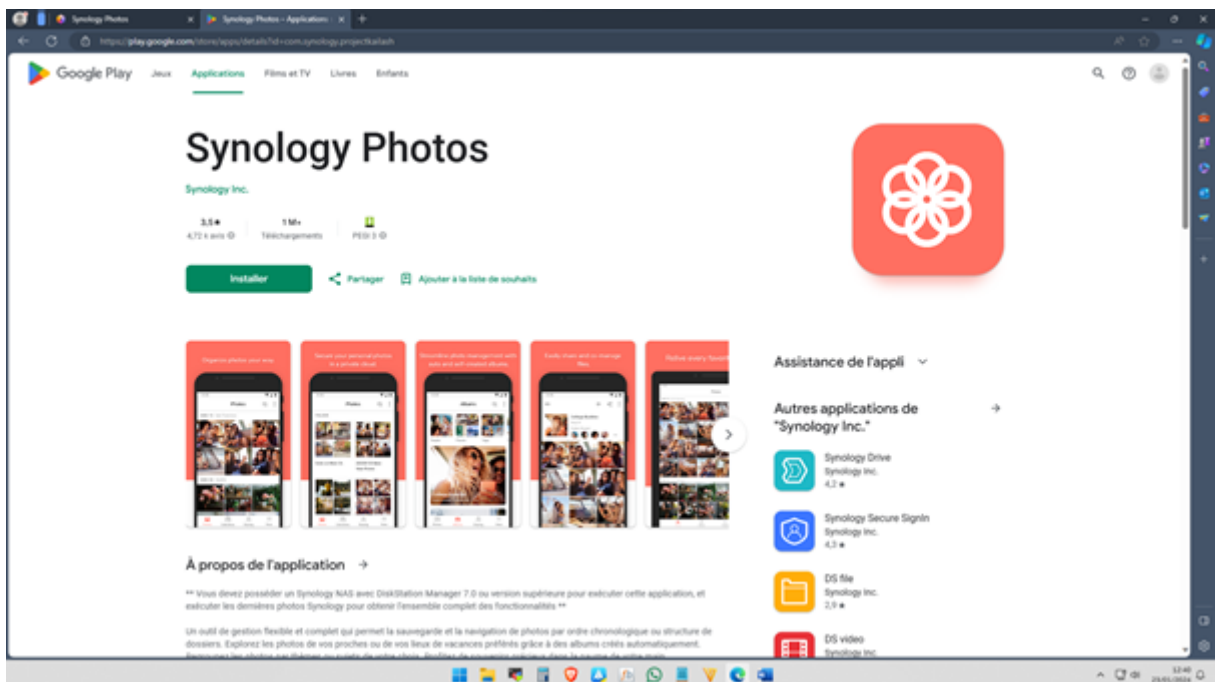 Synology Photos
Synology Photos - Applications
https://play.google.com/store/apps/details?id=com.synology.projectkailash
Google Play Jeux Applications Films et TV Livres Enfants
Synology Photos
Synology Inc.
3,5★ 1 M+
4,72 k avis Téléchargements PEGI 3
Installer Partager Ajouter à la liste de souhaits
Organize photos your way
Secure your personal photos
in a private cloud
Easily share and co-manage
files
Photos
Photos
Albums
Assistance de l'appli
Autres applications de
"Synology Inc."
Synology Drive
Synology Inc.
4,2★
Synology Secure SignIn
Synology Inc.
4,3★
DS file
Synology Inc.
2,9★
DS video
Synology Inc.
À propos de l'application
** Vous devez posséder un Synology NAS avec DiskStation Manager 7.0 ou version supérieure pour exécuter cette application, et
exécuter les dernières photos Synology pour obtenir l'ensemble complet des fonctionnalités **
Un outil de gestion flexible et complet qui permet la sauvegarde et la navigation de photos par ordre chronologique ou structure de
dossiers. Explorez les photos de vos proches ou de vos lieux de vacances préférés grâce à des albums créés automatiquement.
12:40
23/01/2024